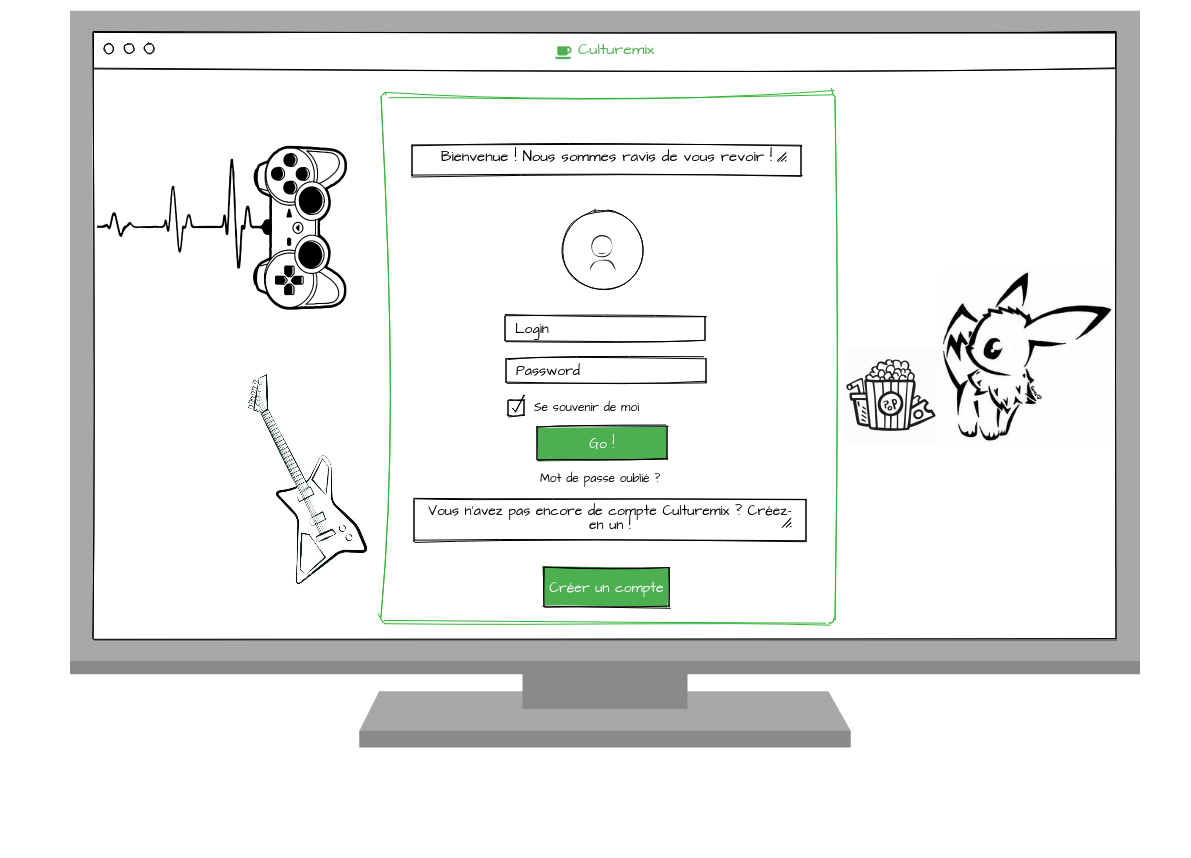 Culturemix
Bienvenue ! Nous sommes ravis de vous revoir !
Login
Password
Se souvenir de moi
Go !
Mot de passe oublié ?
Vous n'avez pas encore de compte Culturemix ? Créez-
en un !
Créer un compte
POP